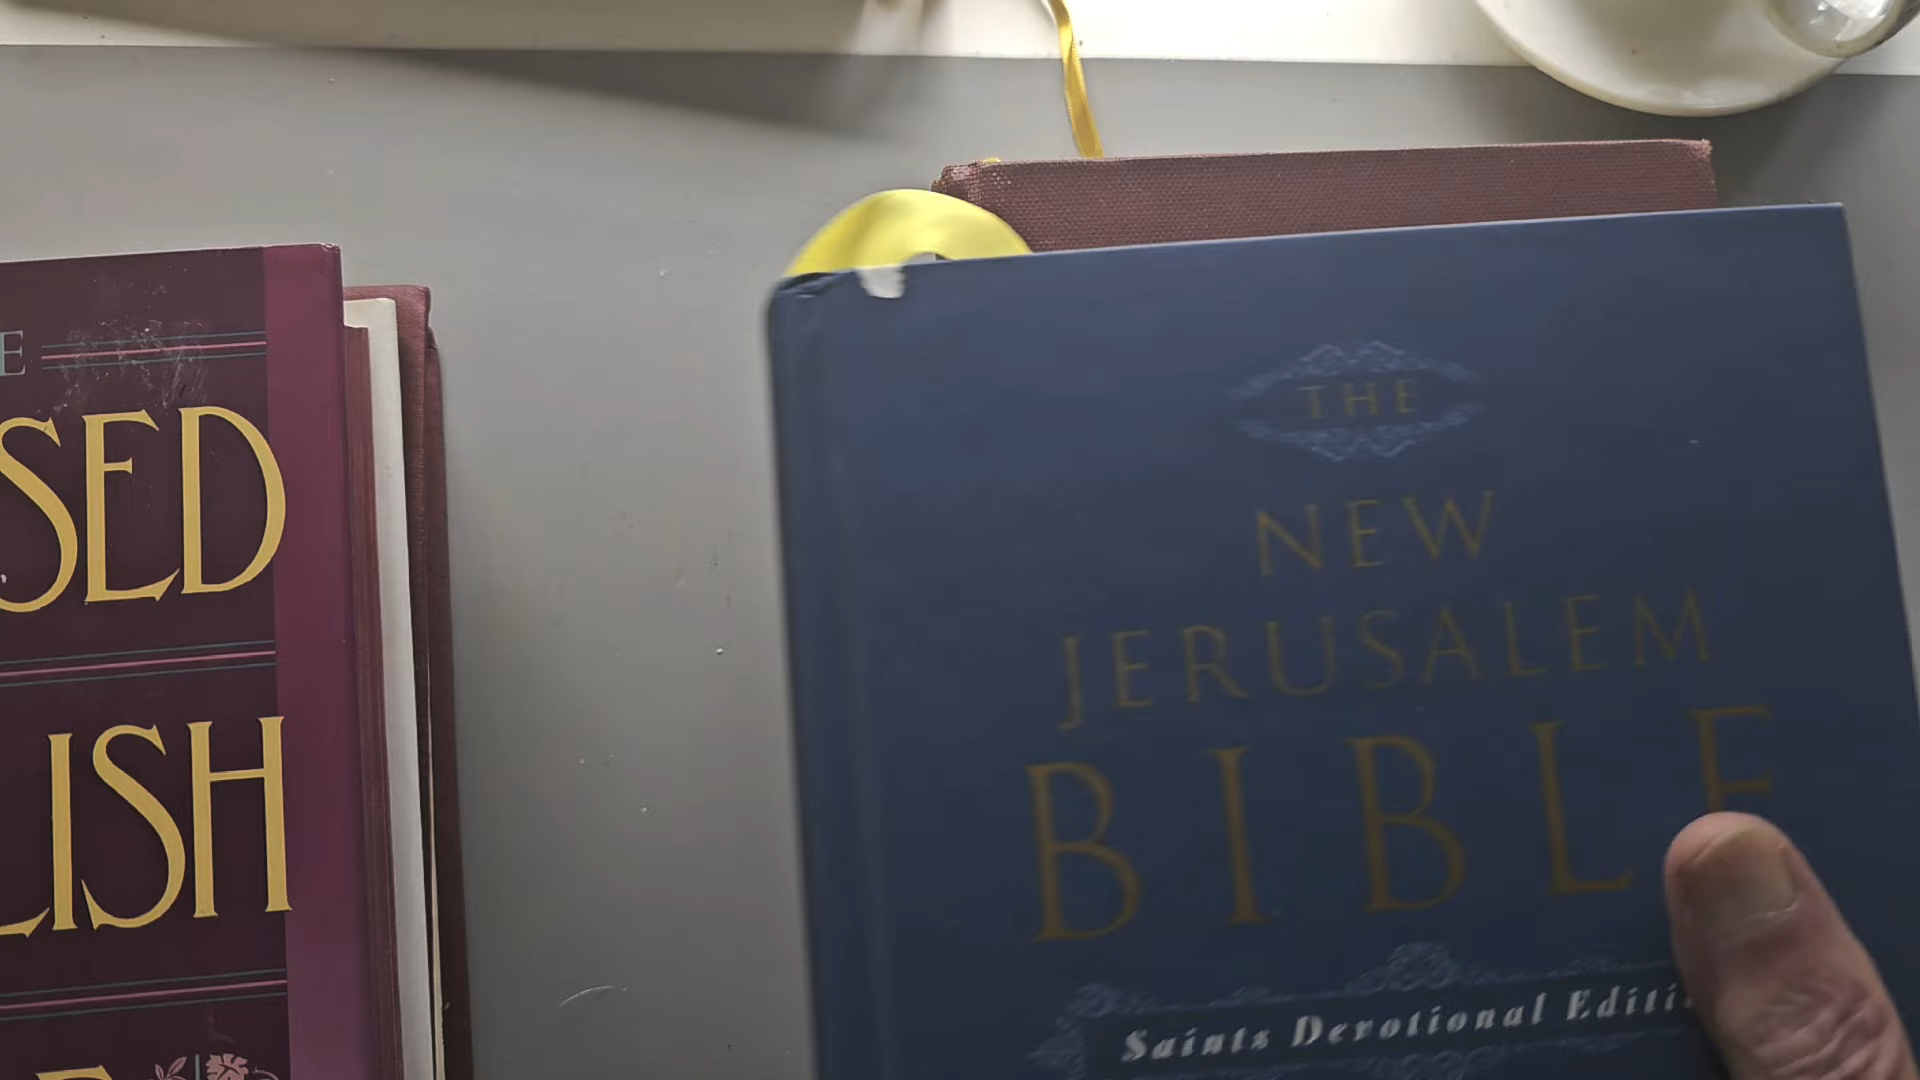 E
SED
LISH
THE
NEW
JERUSALEM
BIBLE
Saints Devotional Editi